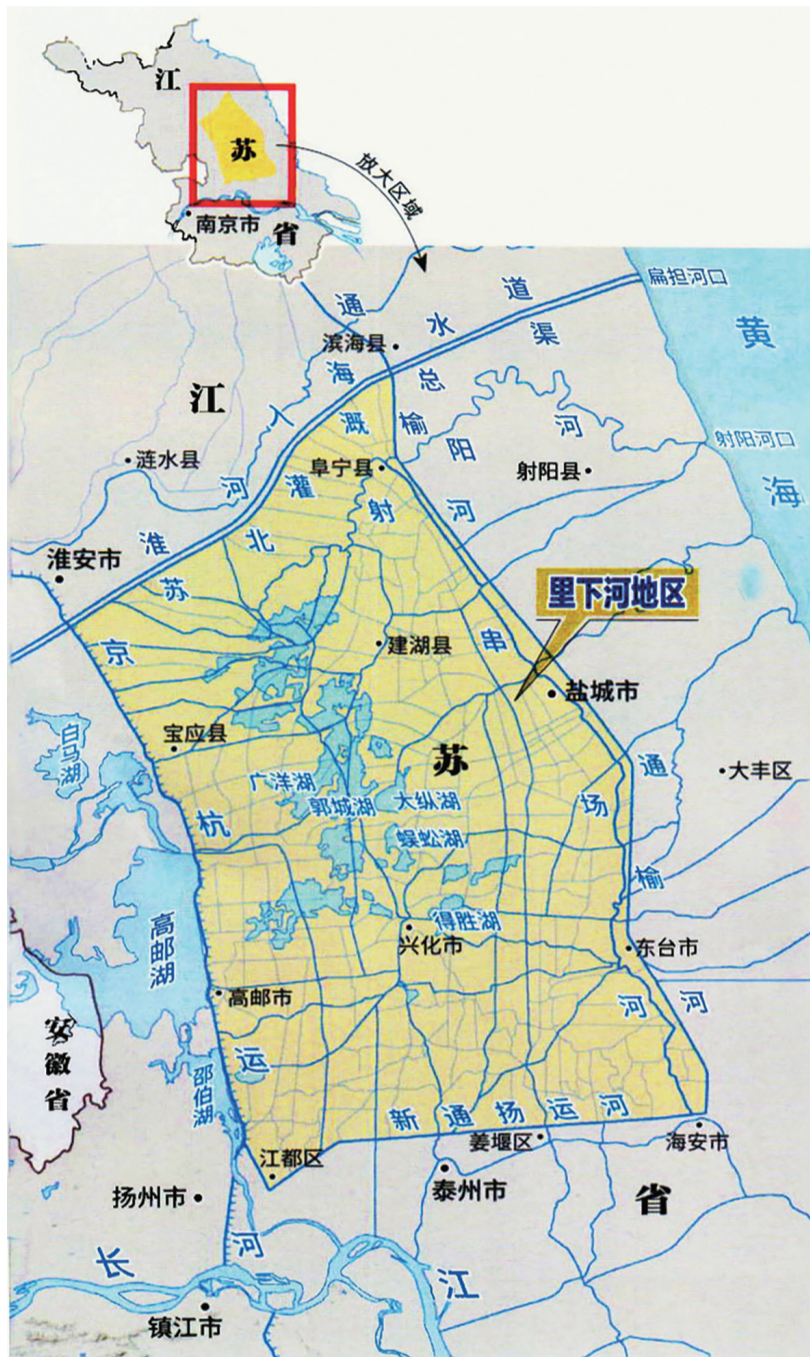 江
苏
省
南京市
放大区域
通
水
道
扁担河口
黄
海
滨海县
海
总
渠
江
入
溉
榆
阳
河
射阳河口
涟水县
阜宁县
射阳县
河
灌
射
河
淮
北
淮安市
苏
里下河地区
京
建湖县
串
盐城市
白马湖
宝应县
苏
通
广洋湖
大丰区
杭
郭城湖
大纵湖
场
蜈蚣湖
榆
高邮湖
得胜湖
兴化市
东台市
高邮市
河
河
安徽省
运
邵伯湖
新通扬运河
姜堰区
海安市
江都区
泰州市
扬州市
省
长
河
江
镇江市